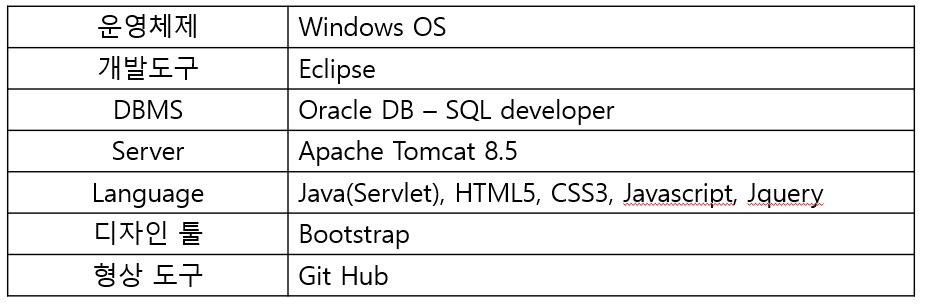 운영체제 Windows OS
개발도구 Eclipse
DBMS Oracle DB – SQL developer
Server Apache Tomcat 8.5
Language Java(Servlet), HTML5, CSS3, Javascript, Jquery
디자인 툴 Bootstrap
형상 도구 Git Hub